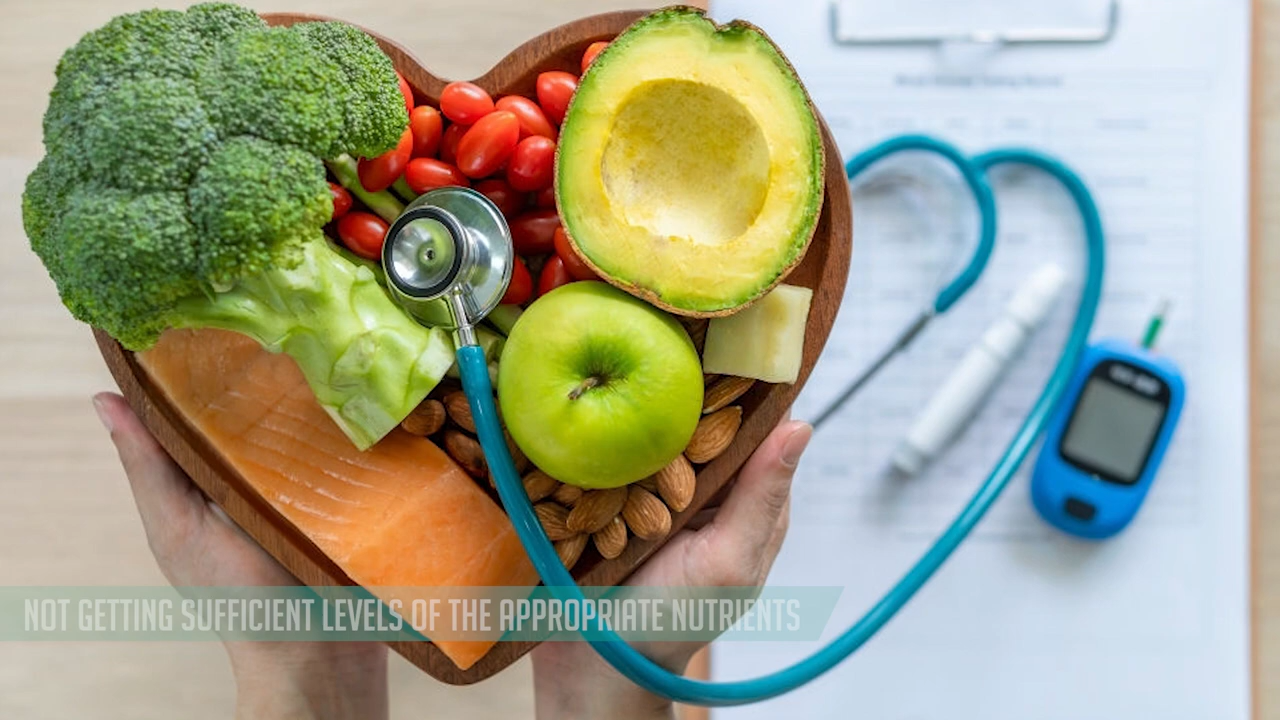 NOT GETTING SUFFICIENT LEVELS OF THE APPROPRIATE NUTRIENTS